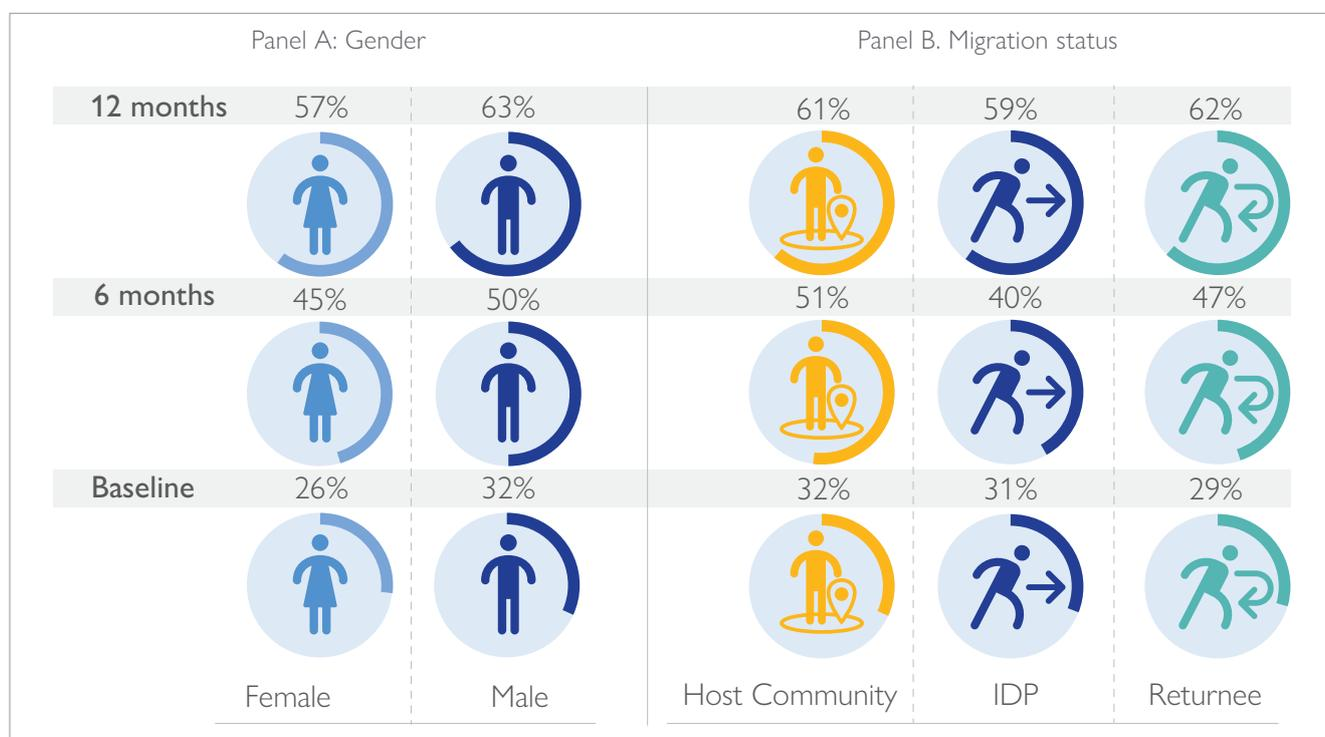 Panel A: Gender
Panel B. Migration status
12 months 57% 63% 61% 59% 62%
6 months 45% 50% 51% 40% 47%
Baseline 26% 32% 32% 31% 29%
Female Male Host Community IDP Returnee